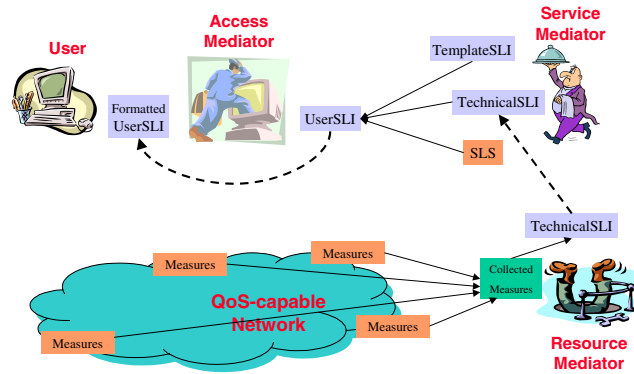 User
Access
Mediator
Service
Mediator
TemplateSLI
Formatted
UserSLI
UserSLI
TechnicalSLI
SLS
TechnicalSLI
Measures
Measures
Collected
Measures
QoS-capable
Network
Measures
Measures
Resource
Mediator